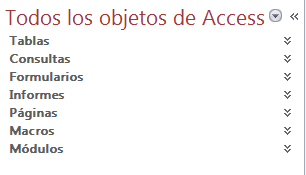 Todos los objetos de Access
Tablas
Consultas
Formularios
Informes
Páginas
Macros
Módulos